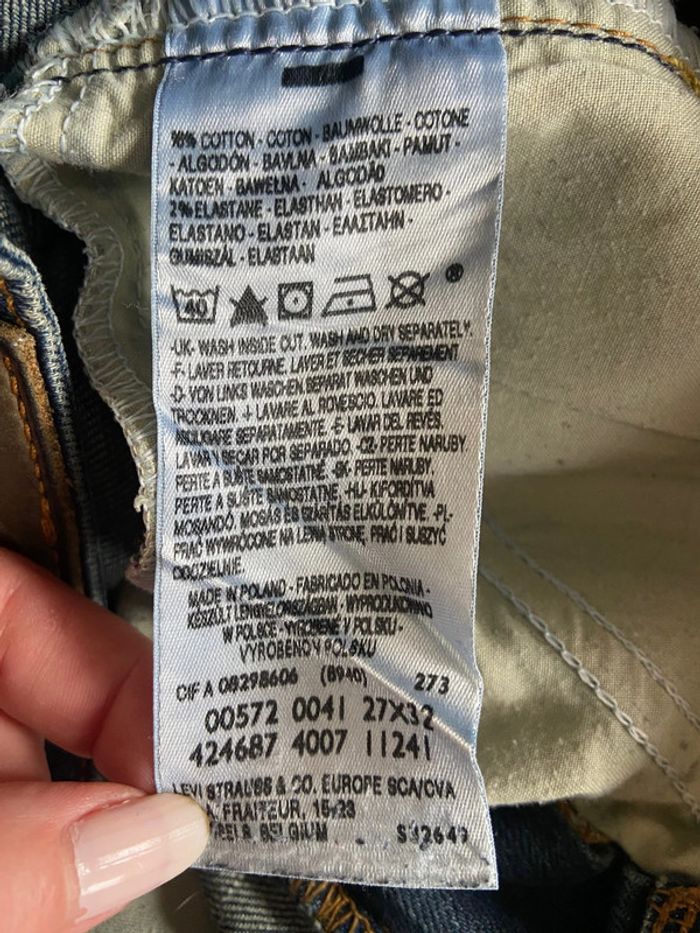 % COTTON - COTON - BAUMWOLLE - COTONE
- ALGODÓN - BAVLNA - BAMBAKI - PAMUT -
KATOEN - BAWEŁNA - ALGODÃO
2% ELASTANE - ELASTHAN - ELASTOMERO -
ELASTANO - ELASTAN - ΕΛΑΣΤΑΗΝ -
GUMISZÁL - ELASTAAN
40
®
-UK- WASH INSIDE OUT. WASH AND DRY SEPARATELY.
-F- LAVER RETOURNE. LAVER ET SECHER SEPAREMENT
-D- VON LINKS WASCHEN. SEPARAT WASCHEN UND
TROCKNEN. -I- LAVARE AL ROVESCIO. LAVARE ED
ASCIUGARE SEPARATAMENTE. -E- LAVAR DEL REVES.
LAVAR Y SECAR POR SEPARADO. -CZ- PERTE NARUBY.
PERTE A SUŠTE SAMOSTATNĚ. -SK- PERTE NARUBY.
PERTE A SUŠTE SAMOSTATNE. -HU- KIFORDÍTVA
MOSANDÓ. MOSÁS ÉS SZÁRÍTÁS ELKÜLÖNÍTVE. -PL-
PRAĆ WYWRÓCONE NA LEWĄ STRONĘ. PRAĆ I SUSZYĆ
ODDZIELNIE.
MADE IN POLAND - FABRICADO EN POLONIA -
KÉSZÜLT LENGYELORSZÁGBAN - WYPRODUKOWANO
W POLSCE - VYROBENÉ V POLSKU -
VYROBENO V POLSKU
CIF A 08298606 (8940) 273
00572 0041 27X32
424687 4007 11241
LEVI STRAUSS & CO. EUROPE SCA/CVA
FRAITEUR, 15-23
BELGIUM